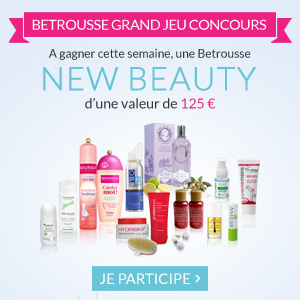 BETROUSSE GRAND JEU CONCOURS
A gagner cette semaine, une Betrousse
NEW BEAUTY
d'une valeur de 125 €
JE PARTICIPE >